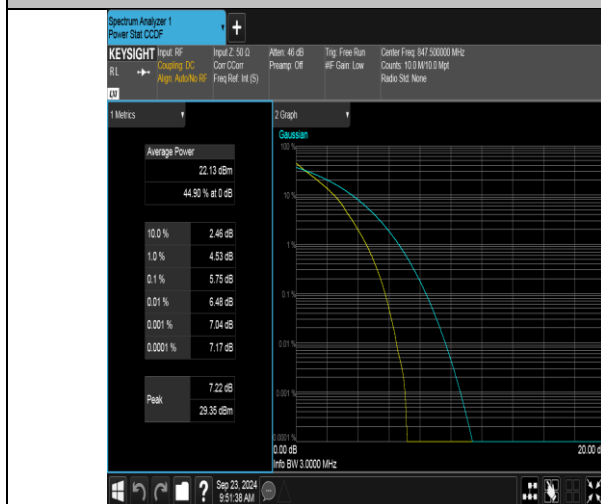 Spectrum Analyzer 1
Power Stat CCDF
+
KEYSIGHT
RL
Input: RF
Coupling: DC
Align: Auto/No RF
Input Z: 50 Ω
Corr CCorr
Freq Ref: Int (S)
Atten: 46 dB
Preamp: Off
Trig: Free Run
#IF Gain: Low
Center Freq: 847.500000 MHz
Counts: 10.0 M/10.0 Mpt
Radio Std: None
1 Metrics
Average Power
22.13 dBm
44.90 % at 0 dB
10.0 % 2.46 dB
1.0 % 4.53 dB
0.1 % 5.75 dB
0.01 % 6.48 dB
0.001 % 7.04 dB
0.0001 % 7.17 dB
Peak
7.22 dB
29.35 dBm
2 Graph
Gaussian
100 %
10 %
1 %
0.1 %
0.01 %
0.001 %
0.0001 %
0.00 dB
20.00 d
Info BW 3.0000 MHz
?
Sep 23, 2024
9:51:38 AM